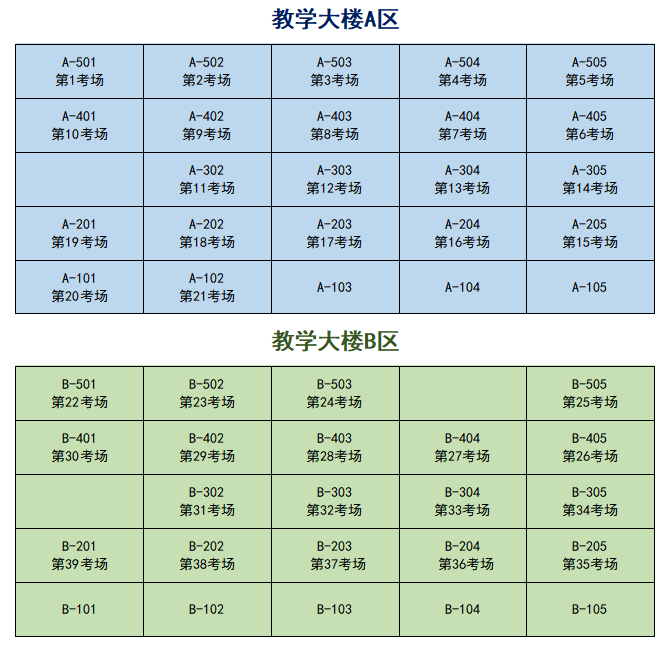 教学大楼A区
A-501 A-502 A-503 A-504 A-505
第1考场 第2考场 第3考场 第4考场 第5考场
A-401 A-402 A-403 A-404 A-405
第10考场 第9考场 第8考场 第7考场 第6考场
A-302 A-303 A-304 A-305
第11考场 第12考场 第13考场 第14考场
A-201 A-202 A-203 A-204 A-205
第19考场 第18考场 第17考场 第16考场 第15考场
A-101 A-102 A-103 A-104 A-105
第20考场 第21考场
教学大楼B区
B-501 B-502 B-503 B-505
第22考场 第23考场 第24考场 第25考场
B-401 B-402 B-403 B-404 B-405
第30考场 第29考场 第28考场 第27考场 第26考场
B-302 B-303 B-304 B-305
第31考场 第32考场 第33考场 第34考场
B-201 B-202 B-203 B-204 B-205
第39考场 第38考场 第37考场 第36考场 第35考场
B-101 B-102 B-103 B-104 B-105